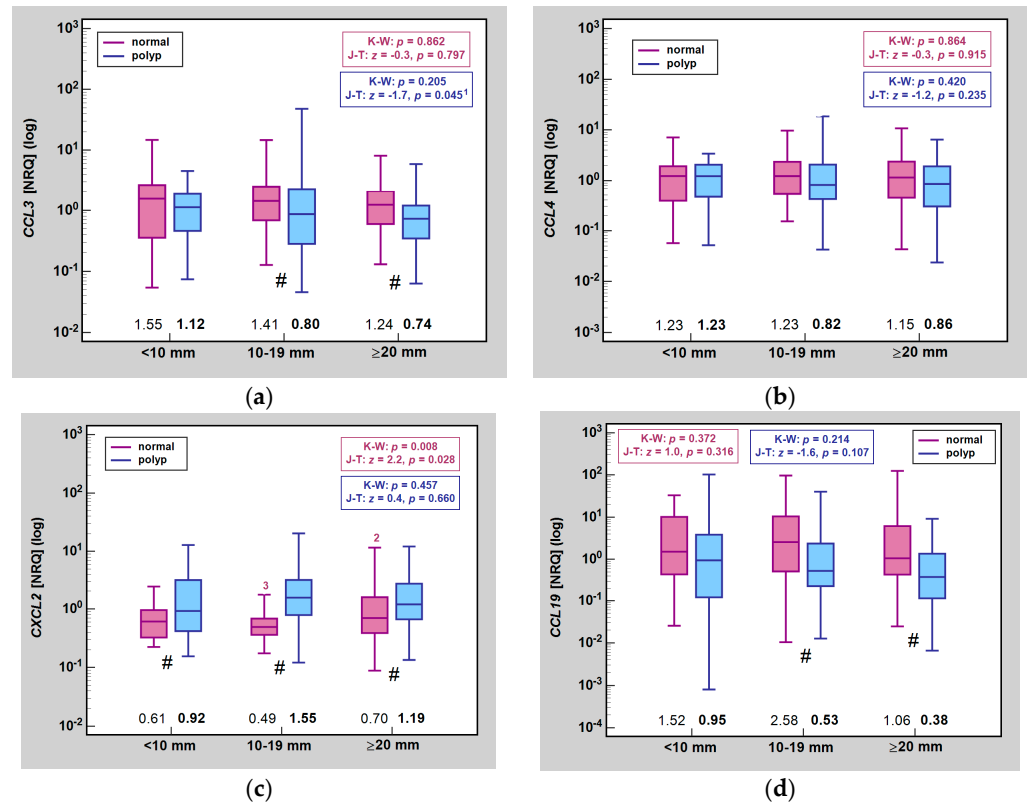 normal
polyp
K-W: p = 0.862
J-T: z = -0.3, p = 0.797
K-W: p = 0.205
J-T: z = -1.7, p = 0.045¹
CCL3 [NRQ] (log)
10³
10²
10¹
10⁰
10⁻¹
10⁻²
# #
1.55 1.12 1.41 0.80 1.24 0.74
<10 mm 10-19 mm ≥20 mm
(a)
normal
polyp
K-W: p = 0.864
J-T: z = -0.3, p = 0.915
K-W: p = 0.420
J-T: z = -1.2, p = 0.235
CCL4 [NRQ] (log)
10³
10²
10¹
10⁰
10⁻¹
10⁻²
10⁻³
1.23 1.23 1.23 0.82 1.15 0.86
<10 mm 10-19 mm ≥20 mm
(b)
normal
polyp
K-W: p = 0.008
J-T: z = 2.2, p = 0.028
K-W: p = 0.457
J-T: z = 0.4, p = 0.660
CXCL2 [NRQ] (log)
10³
10²
10¹
10⁰
10⁻¹
10⁻²
3 2
# # #
0.61 0.92 0.49 1.55 0.70 1.19
<10 mm 10-19 mm ≥20 mm
(c)
K-W: p = 0.372
J-T: z = 1.0, p = 0.316
K-W: p = 0.214
J-T: z = -1.6, p = 0.107
normal
polyp
CCL19 [NRQ] (log)
10³
10²
10¹
10⁰
10⁻¹
10⁻²
10⁻³
10⁻⁴
# #
1.52 0.95 2.58 0.53 1.06 0.38
<10 mm 10-19 mm ≥20 mm
(d)